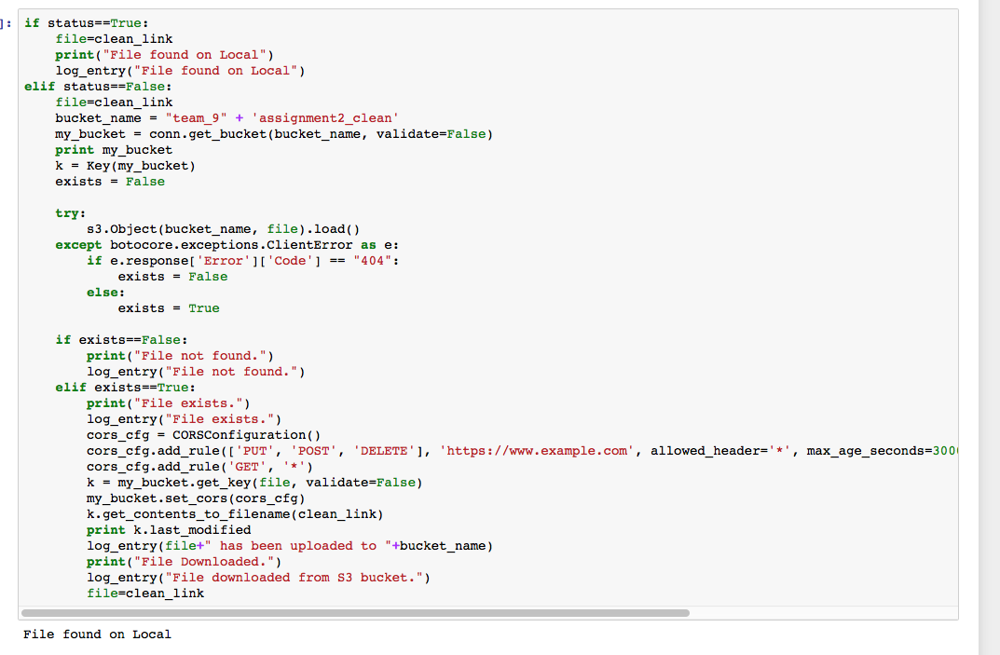 ]: if status==True:
    file=clean_link
    print("File found on Local")
    log_entry("File found on Local")
elif status==False:
    file=clean_link
    bucket_name = "team_9" + 'assignment2_clean'
    my_bucket = conn.get_bucket(bucket_name, validate=False)
    print my_bucket
    k = Key(my_bucket)
    exists = False
    try:
        s3.Object(bucket_name, file).load()
    except botocore.exceptions.ClientError as e:
        if e.response['Error']['Code'] == "404":
            exists = False
        else:
            exists = True
    if exists==False:
        print("File not found.")
        log_entry("File not found.")
    elif exists==True:
        print("File exists.")
        log_entry("File exists.")
        cors_cfg = CORSConfiguration()
        cors_cfg.add_rule(['PUT', 'POST', 'DELETE'], 'https://www.example.com', allowed_header='*', max_age_seconds=300
        cors_cfg.add_rule('GET', '*')
        k = my_bucket.get_key(file, validate=False)
        my_bucket.set_cors(cors_cfg)
        k.get_contents_to_filename(clean_link)
        print k.last_modified
        log_entry(file+" has been uploaded to "+bucket_name)
        print("File Downloaded.")
        log_entry("File downloaded from S3 bucket.")
        file=clean_link
File found on Local